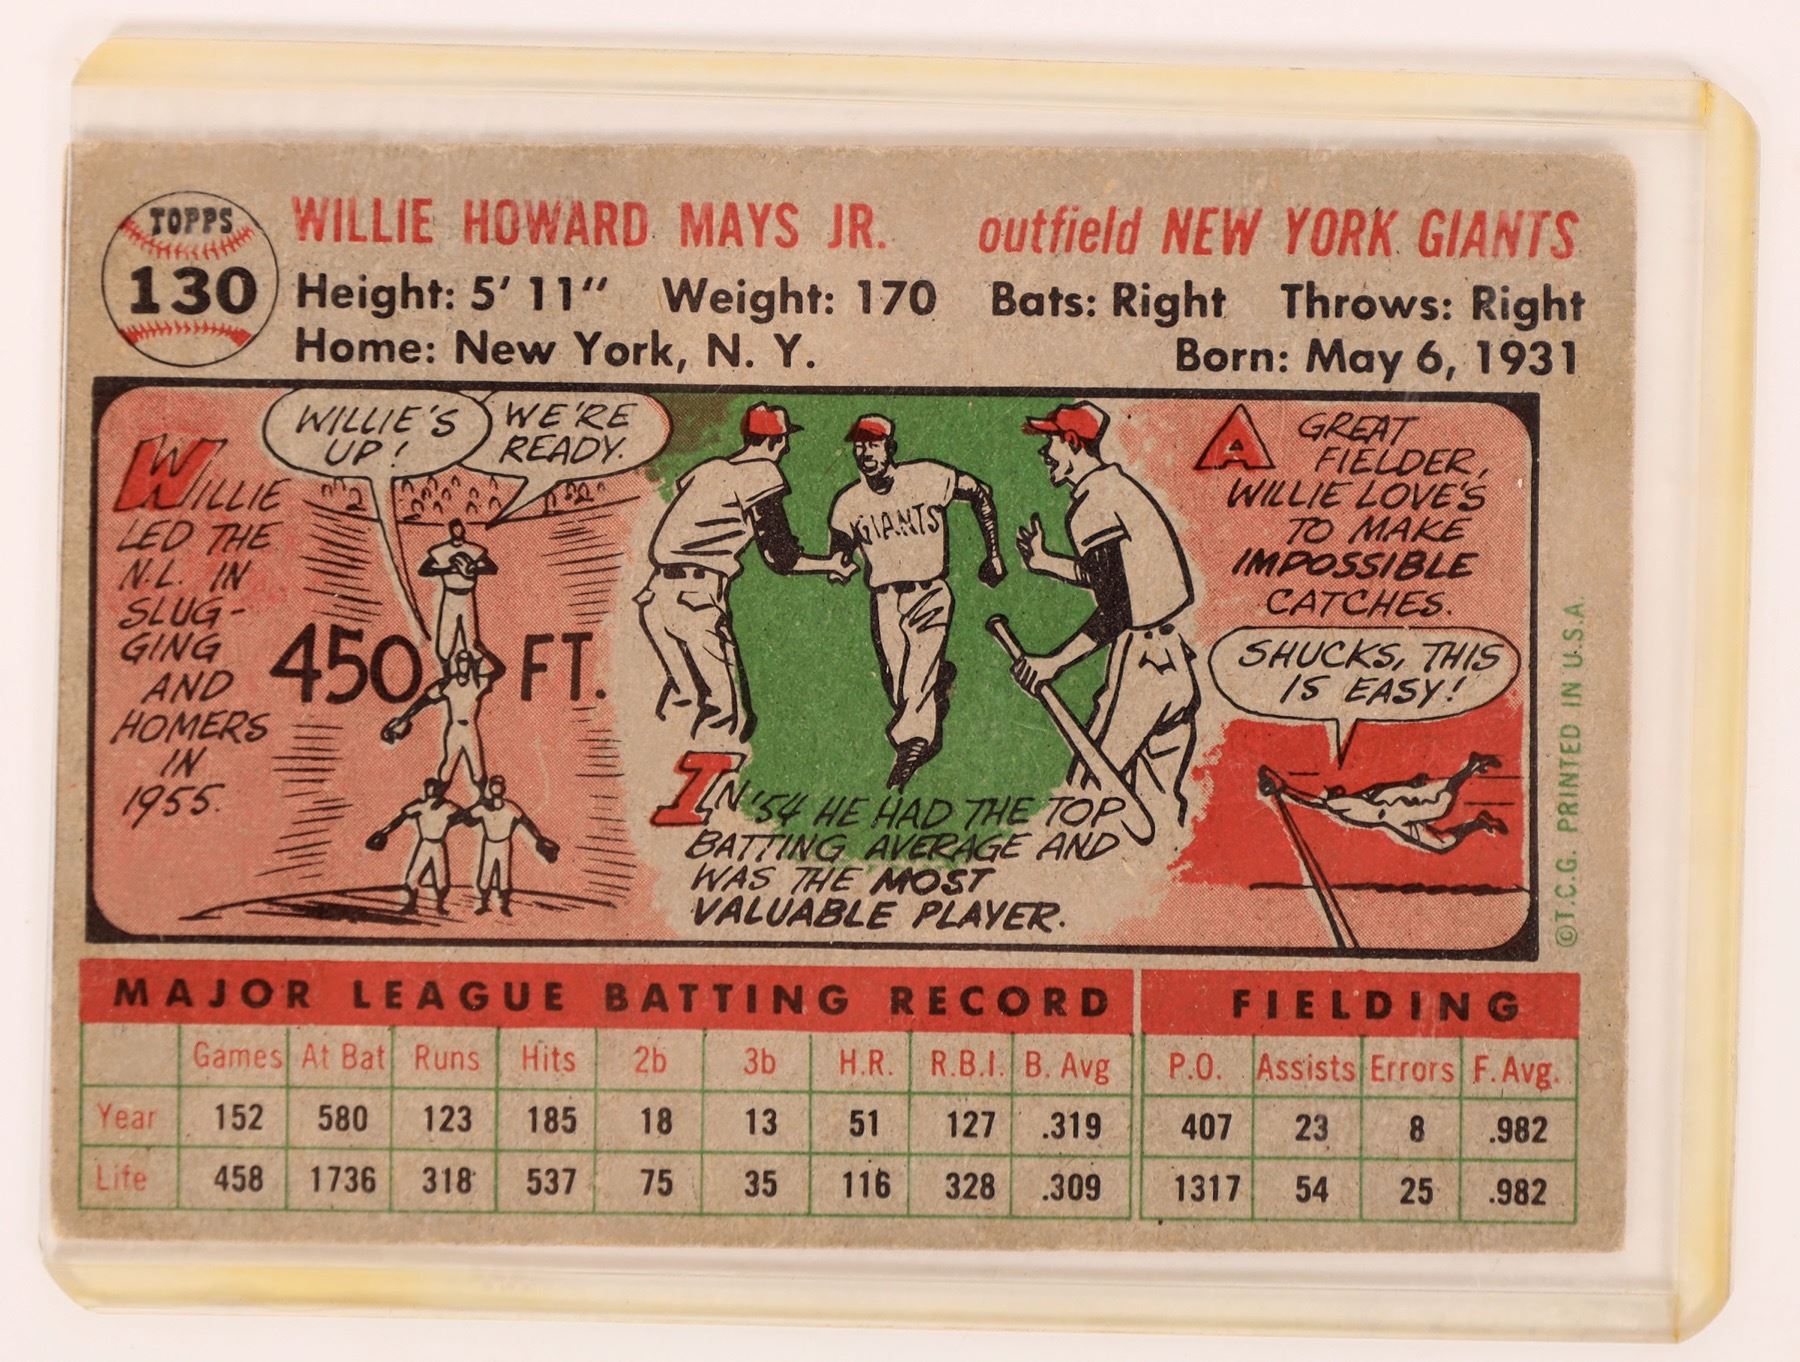 TOPPS
130
WILLIE HOWARD MAYS JR. outfield NEW YORK GIANTS
Height: 5' 11" Weight: 170 Bats: Right Throws: Right
Home: New York, N. Y. Born: May 6, 1931
WILLIE
LED THE
N.L. IN
SLUG-
GING
AND
HOMERS
IN
1955.
WILLIE'S
UP!
WE'RE
READY.
450 FT.
GIANTS
IN '54 HE HAD THE TOP
BATTING AVERAGE AND
WAS THE MOST
VALUABLE PLAYER.
A GREAT
FIELDER,
WILLIE LOVE'S
TO MAKE
IMPOSSIBLE
CATCHES.
SHUCKS, THIS
IS EASY!
©T.C.G. PRINTED IN U.S.A.
MAJOR LEAGUE BATTING RECORD FIELDING
Games At Bat Runs Hits 2b 3b H.R. R.B.I. B. Avg P.O. Assists Errors F. Avg.
Year 152 580 123 185 18 13 51 127 .319 407 23 8 .982
Life 458 1736 318 537 75 35 116 328 .309 1317 54 25 .982